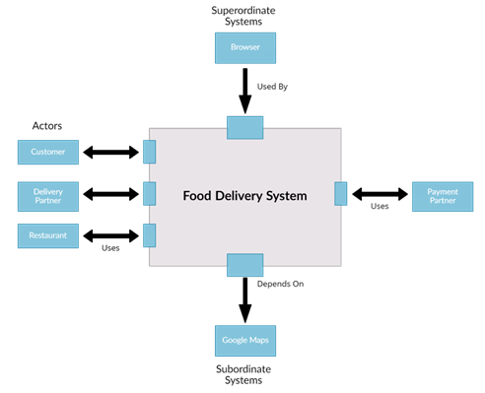 Superordinate
Systems
Browser
Used By
Actors
Customer
Delivery
Partner
Restaurant
Uses
Food Delivery System
Payment
Partner
Uses
Depends On
Google Maps
Subordinate
Systems